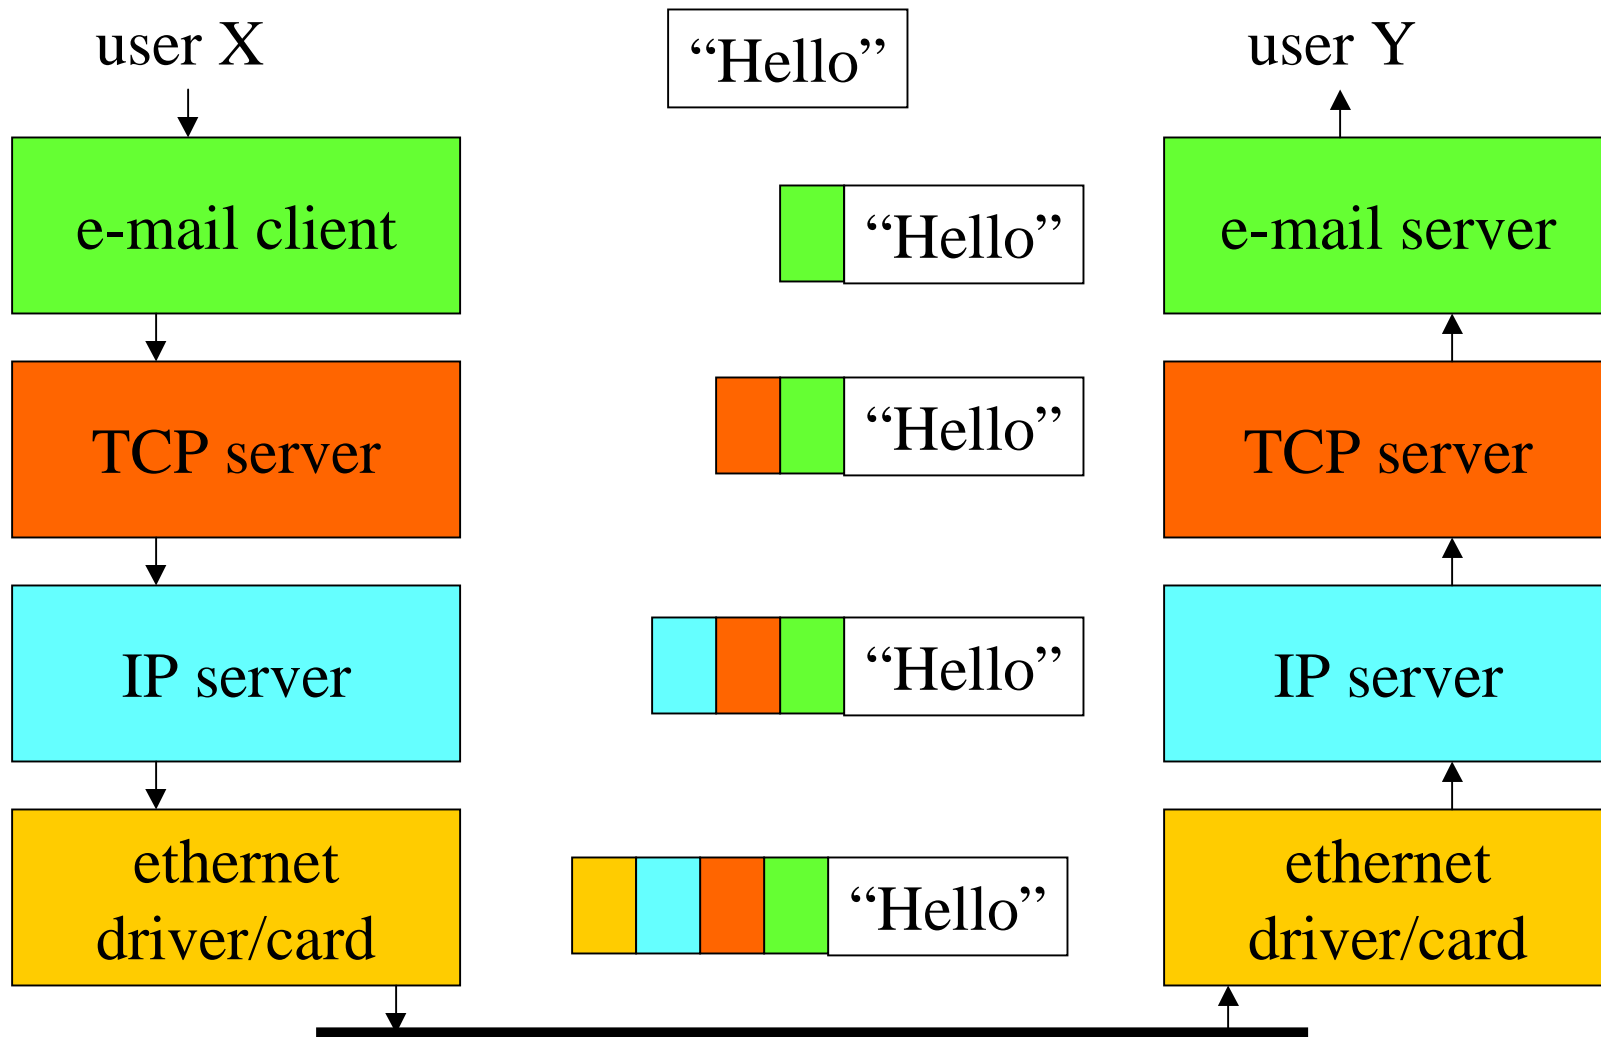 user X
“Hello”
user Y
e-mail client
“Hello”
e-mail server
TCP server
“Hello”
TCP server
IP server
“Hello”
IP server
ethernet
driver/card
“Hello”
ethernet
driver/card